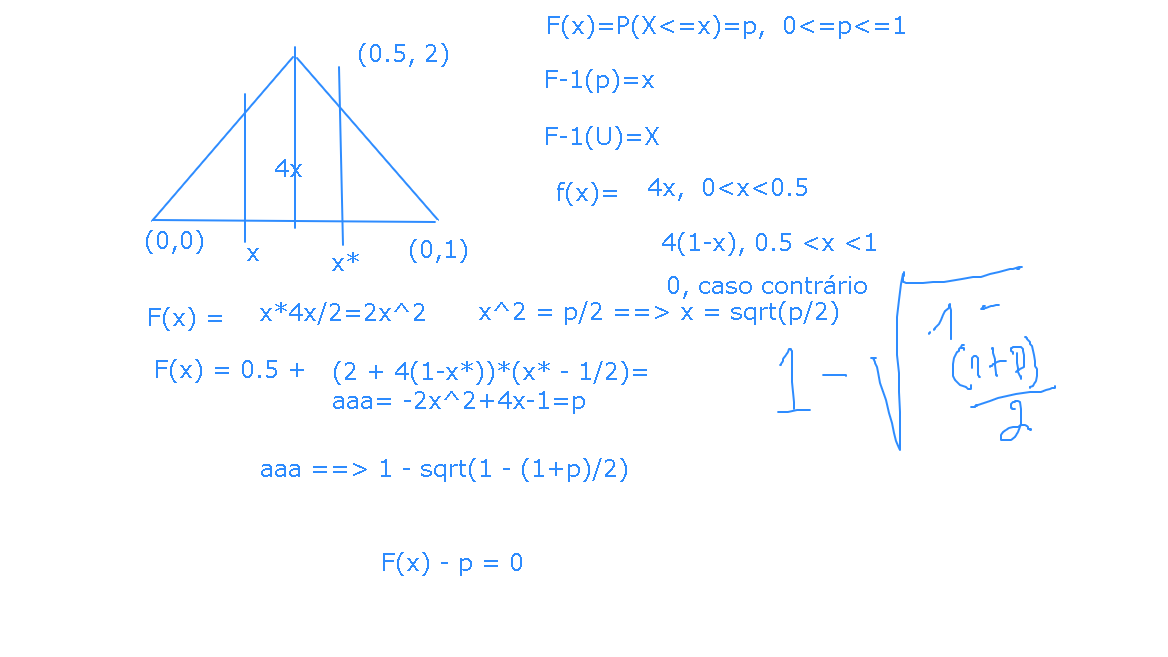 F(x)=P(X<=x)=p,  0<=p<=1
(0.5, 2)
F-1(p)=x
F-1(U)=X
4x
f(x)=  4x,  0<x<0.5
(0,0)
x
x*
(0,1)
4(1-x), 0.5 <x <1
0, caso contrário
F(x) =  x*4x/2=2x^2  x^2 = p/2 ==> x = sqrt(p/2)
F(x) = 0.5 +  (2 + 4(1-x*))*(x* - 1/2)=
aaa= -2x^2+4x-1=p
1 - √ 1 - (1+p)
2
aaa ==> 1 - sqrt(1 - (1+p)/2)
F(x) - p = 0